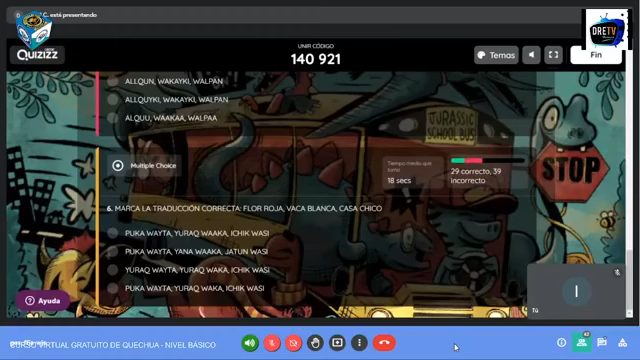 C. está presentando
DRETV
Quizizz
UNIR CÓDIGO
140 921
Temas
Fin
ALLQUN, WAKAYKI, WALPAN
ALLQUYKI, WAKAYKI, WALPAN
ALQUU, WAAKAA, WALPAA
JURASSIC
SCHOOL BUS
STOP
Multiple Choice
Tiempo medio que
tomó
18 secs
29 correcto, 39
incorrecto
6. MARCA LA TRADUCCIÓN CORRECTA: FLOR ROJA, VACA BLANCA, CASA CHICO
PUKA WAYTA, YURAQ WAAKA, ICHIK WASI
PUKA WAYTA, YANA WAAKA, JATUN WASI
YURAQ WAYTA, YURAQ WAKA, ICHIK WASI
PUKA WAYTA, YURAQ WAKA, ICHIK WASI
Ayuda
I
Tú
CURSO VIRTUAL GRATUITO DE QUECHUA - NIVEL BÁSICO